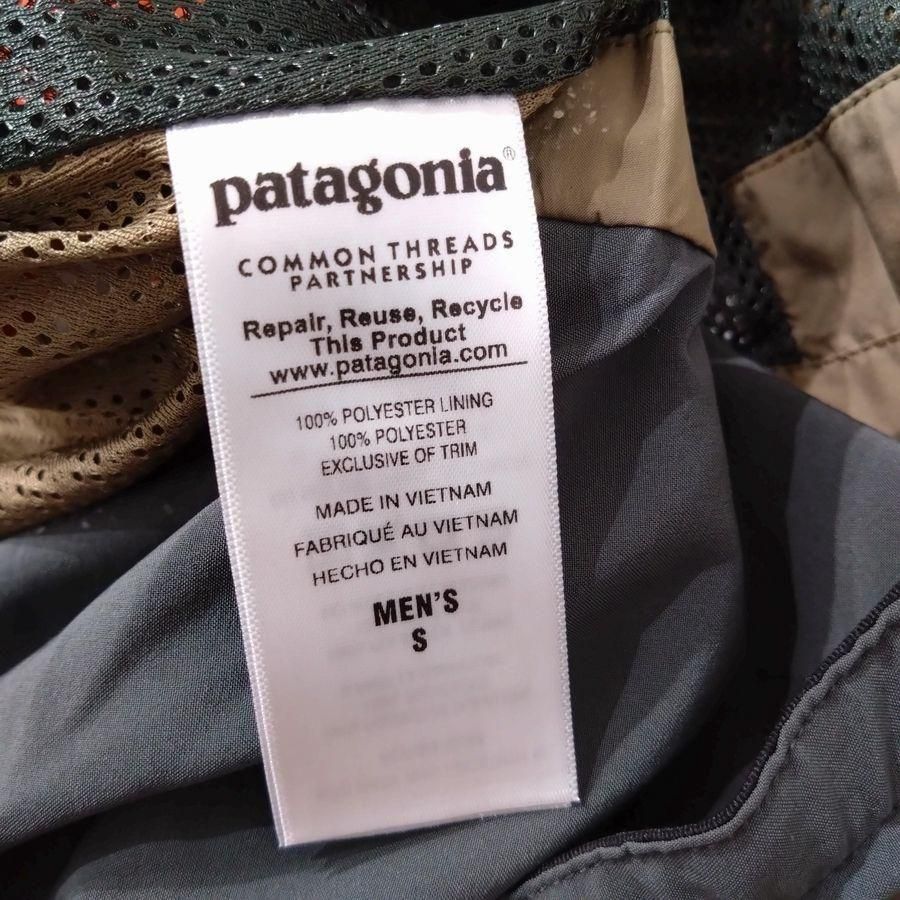 patagonia®
COMMON THREADS
PARTNERSHIP
Repair, Reuse, Recycle
This Product
www.patagonia.com
100% POLYESTER LINING
100% POLYESTER
EXCLUSIVE OF TRIM
MADE IN VIETNAM
FABRIQUÉ AU VIETNAM
HECHO EN VIETNAM
MEN'S
S